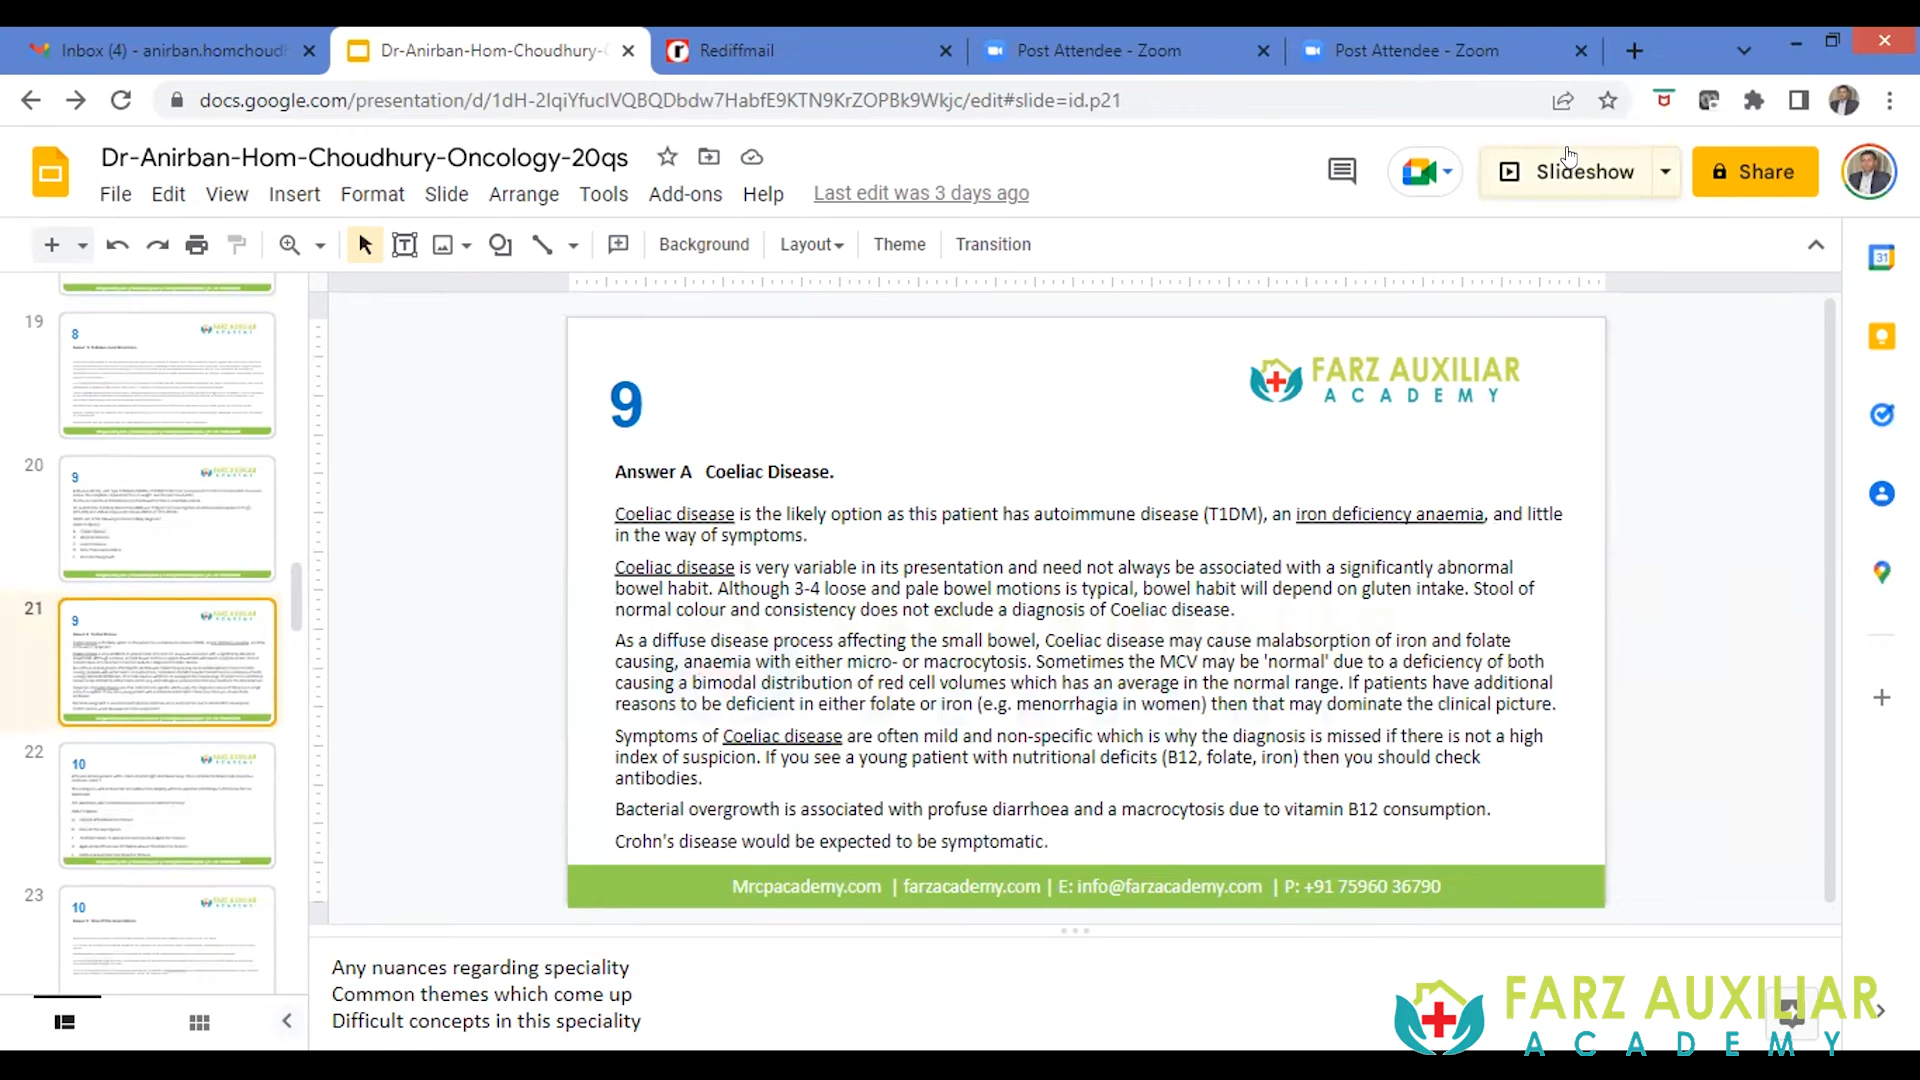 Inbox (4) - anirban.homchoudh
Dr-Anirban-Hom-Choudhury-
Rediffmail
Post Attendee - Zoom
Post Attendee - Zoom
docs.google.com/presentation/d/1dH-2IqiYfucIVQBQDbdw7HabfE9KTN9KrZOPBk9Wkjc/edit#slide=id.p21
Dr-Anirban-Hom-Choudhury-Oncology-20qs
Slideshow
Share
File Edit View Insert Format Slide Arrange Tools Add-ons Help Last edit was 3 days ago
Background Layout Theme Transition
31
19
8
20
9
21
9
22
10
23
10
FARZ AUXILIAR
ACADEMY
9
Answer A Coeliac Disease.
Coeliac disease is the likely option as this patient has autoimmune disease (T1DM), an iron deficiency anaemia, and little
in the way of symptoms.
Coeliac disease is very variable in its presentation and need not always be associated with a significantly abnormal
bowel habit. Although 3-4 loose and pale bowel motions is typical, bowel habit will depend on gluten intake. Stool of
normal colour and consistency does not exclude a diagnosis of Coeliac disease.
As a diffuse disease process affecting the small bowel, Coeliac disease may cause malabsorption of iron and folate
causing, anaemia with either micro- or macrocytosis. Sometimes the MCV may be 'normal' due to a deficiency of both
causing a bimodal distribution of red cell volumes which has an average in the normal range. If patients have additional
reasons to be deficient in either folate or iron (e.g. menorrhagia in women) then that may dominate the clinical picture.
Symptoms of Coeliac disease are often mild and non-specific which is why the diagnosis is missed if there is not a high
index of suspicion. If you see a young patient with nutritional deficits (B12, folate, iron) then you should check
antibodies.
Bacterial overgrowth is associated with profuse diarrhoea and a macrocytosis due to vitamin B12 consumption.
Crohn's disease would be expected to be symptomatic.
Mrcpacademy.com | farzacademy.com | E: info@farzacademy.com | P: +91 75960 36790
Any nuances regarding speciality
Common themes which come up
Difficult concepts in this speciality
FARZ AUXILIAR
ACADEMY